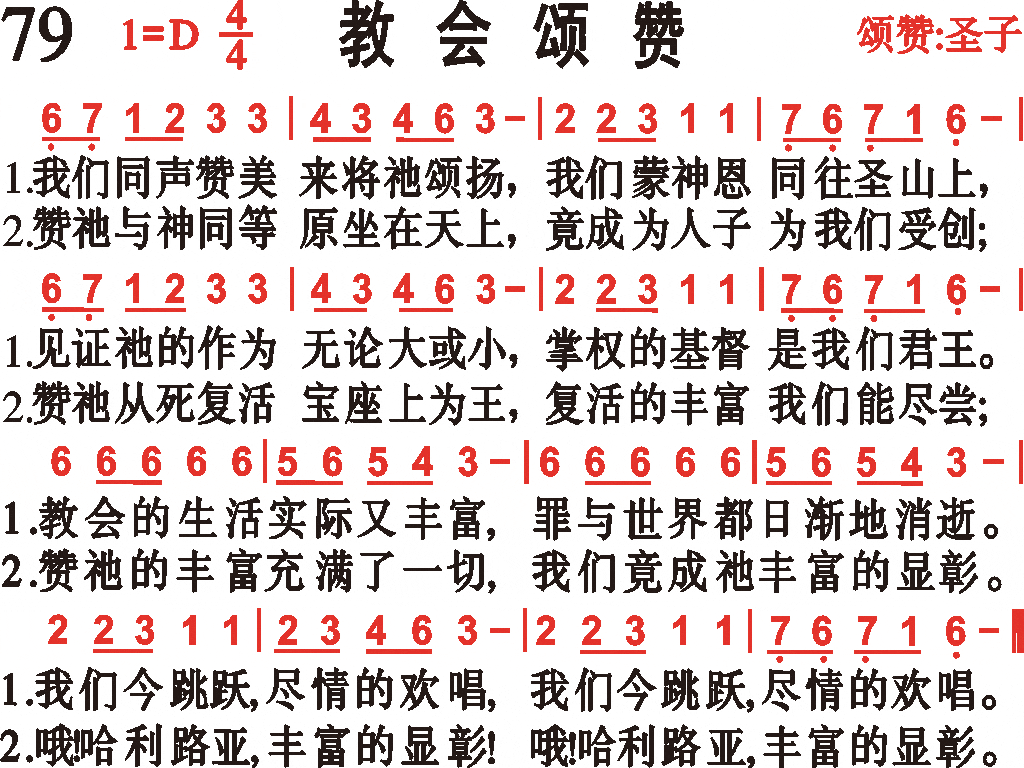 79 1=D 4/4 教会颂赞 颂赞:圣子
6 7 1 2 3 3 | 4 3 4 6 3 – | 2 2 3 1 1 | 7 6 7 1 6 – |
1.我们同声赞美 来将祂颂扬，我们蒙神恩 同往圣山上，
2.赞祂与神同等 原坐在天上，竟成为人子 为我们受创;
6 7 1 2 3 3 | 4 3 4 6 3 – | 2 2 3 1 1 | 7 6 7 1 6 – |
1.见证祂的作为 无论大或小，掌权的基督 是我们君王。
2.赞祂从死复活 宝座上为王，复活的丰富 我们能尽尝;
6 6 6 6 6 | 5 6 5 4 3 – | 6 6 6 6 6 | 5 6 5 4 3 – |
1.教会的生活实际又丰富，罪与世界都日渐地消逝。
2.赞祂的丰富充满了一切，我们竟成祂丰富的显彰。
2 2 3 1 1 | 2 3 4 6 3 – | 2 2 3 1 1 | 7 6 7 1 6 –
1.我们今跳跃,尽情的欢唱，我们今跳跃,尽情的欢唱。
2.哦!哈利路亚,丰富的显彰! 哦!哈利路亚,丰富的显彰。